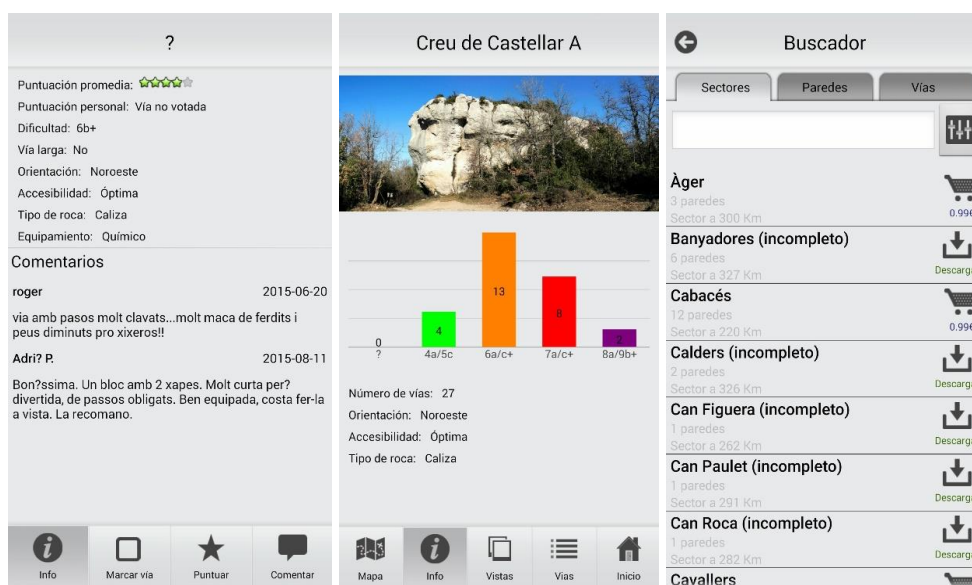 ?
Puntuación promedia:
Puntuación personal: Vía no votada
Dificultad: 6b+
Vía larga: No
Orientación: Noroeste
Accesibilidad: Óptima
Tipo de roca: Caliza
Equipamiento: Químico
Comentarios
roger 2015-06-20
via amb pasos molt clavats...molt maca de ferdits i
peus diminuts pro xixeros!!
Adri? P. 2015-08-11
Bon?ssima. Un bloc amb 2 xapes. Molt curta per?
divertida, de passos obligats. Ben equipada, costa fer-la
a vista. La recomano.
Info Marcar vía Puntuar Comentar
Creu de Castellar A
0 4 13 8 2
? 4a/5c 6a/c+ 7a/c+ 8a/9b+
Número de vías: 27
Orientación: Noroeste
Accesibilidad: Óptima
Tipo de roca: Caliza
Mapa Info Vistas Vias Inicio
Buscador
Sectores Paredes Vías
Àger
3 paredes
Sector a 300 Km
0.99€
Banyadores (incompleto)
6 paredes
Sector a 327 Km
Descarga
Cabacés
12 paredes
Sector a 220 Km
0.99€
Calders (incompleto)
2 paredes
Sector a 326 Km
Descarga
Can Figuera (incompleto)
1 paredes
Sector a 262 Km
Descarga
Can Paulet (incompleto)
1 paredes
Sector a 291 Km
Descarga
Can Roca (incompleto)
1 paredes
Sector a 282 Km
Descarga
Cavallers